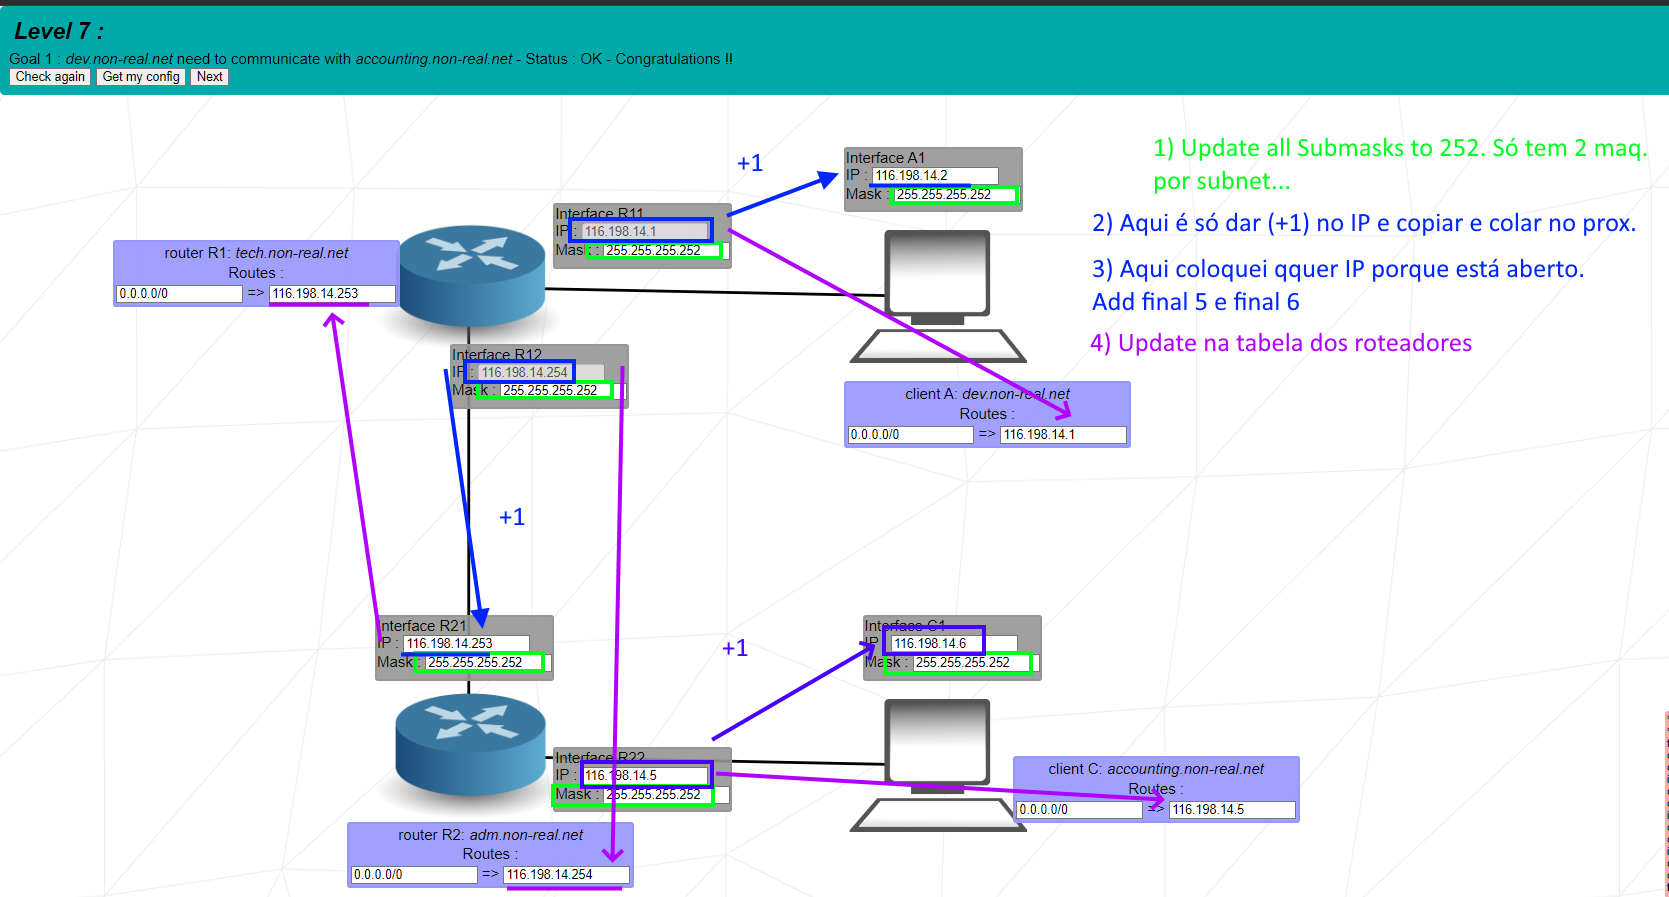 Level 7 :
Goal 1 : dev.non-real.net need to communicate with accounting.non-real.net - Status : OK - Congratulations !!
Check again Get my config Next
1) Update all Submasks to 252. Só tem 2 maq.
por subnet...
2) Aqui é só dar (+1) no IP e copiar e colar no prox.
3) Aqui coloquei qquer IP porque está aberto.
Add final 5 e final 6
4) Update na tabela dos roteadores
+1
Interface A1
IP : 116.198.14.2
Mask : 255.255.255.252
Interface R11
IP : 116.198.14.1
Mask : 255.255.255.252
router R1: tech.non-real.net
Routes :
0.0.0.0/0 => 116.198.14.253
Interface R12
IP : 116.198.14.254
Mask : 255.255.255.252
client A: dev.non-real.net
Routes :
0.0.0.0/0 => 116.198.14.1
+1
Interface R21
IP : 116.198.14.253
Mask : 255.255.255.252
+1
Interface C1
IP : 116.198.14.6
Mask : 255.255.255.252
Interface R22
IP : 116.198.14.5
Mask : 255.255.255.252
client C: accounting.non-real.net
Routes :
0.0.0.0/0 => 116.198.14.5
router R2: adm.non-real.net
Routes :
0.0.0.0/0 => 116.198.14.254